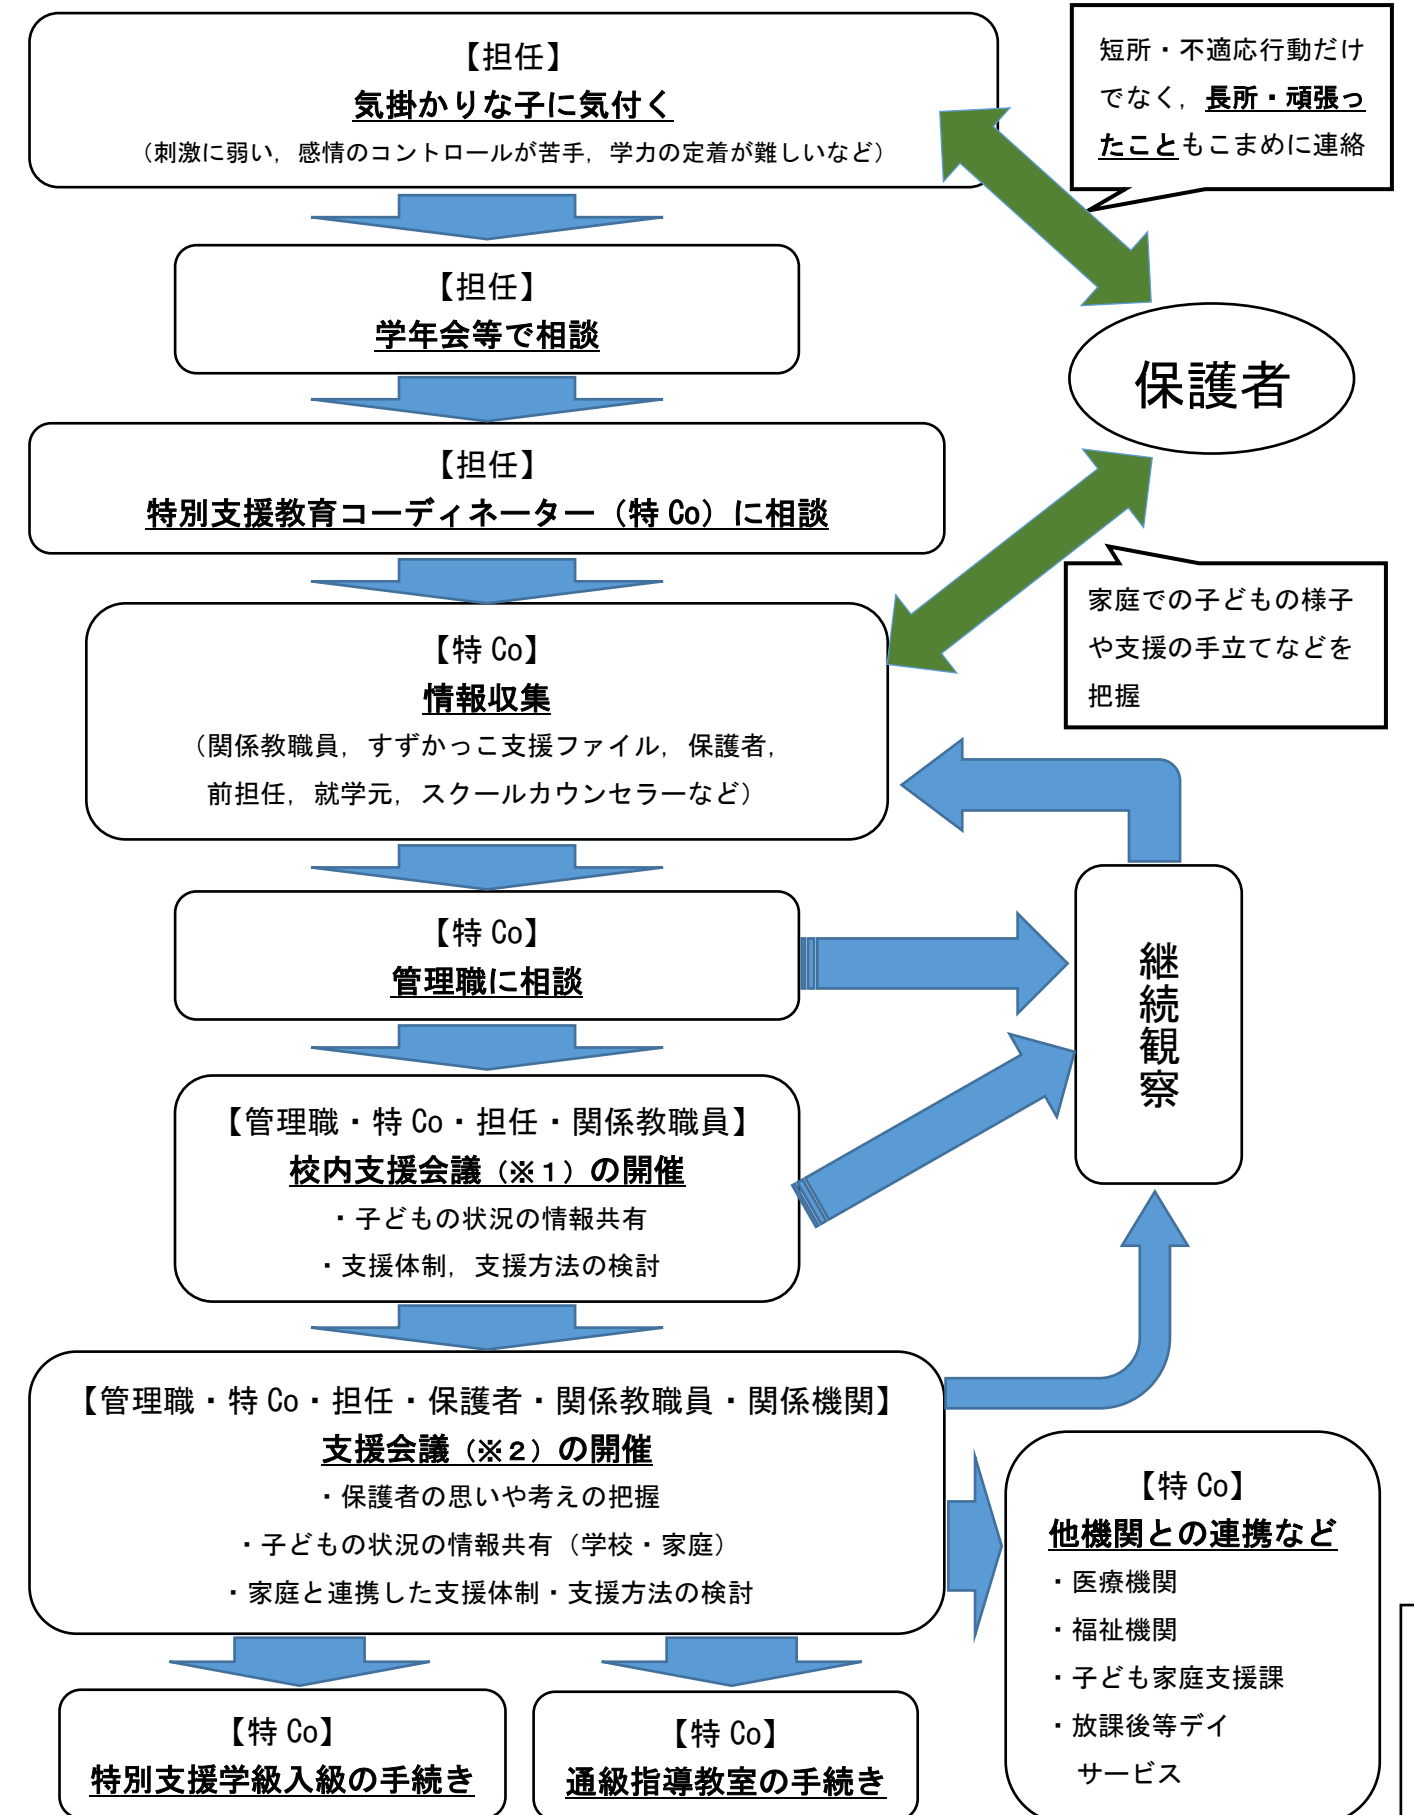 【担任】
気掛かりな子に気付く
（刺激に弱い，感情のコントロールが苦手，学力の定着が難しいなど）
短所・不適応行動だけ
でなく，長所・頑張っ
たこともこまめに連絡
【担任】
学年会等で相談
保護者
【担任】
特別支援教育コーディネーター（特Co）に相談
家庭での子どもの様子
や支援の手立てなどを
把握
【特Co】
情報収集
（関係教職員，すずかっこ支援ファイル，保護者，
前担任，就学元，スクールカウンセラーなど）
【特Co】
管理職に相談
継続観察
【管理職・特Co・担任・関係教職員】
校内支援会議（※１）の開催
・子どもの状況の情報共有
・支援体制，支援方法の検討
【管理職・特Co・担任・保護者・関係教職員・関係機関】
支援会議（※２）の開催
・保護者の思いや考えの把握
・子どもの状況の情報共有（学校・家庭）
・家庭と連携した支援体制・支援方法の検討
【特Co】
他機関との連携など
・医療機関
・福祉機関
・子ども家庭支援課
・放課後等デイ
サービス
【特Co】
特別支援学級入級の手続き
【特Co】
通級指導教室の手続き